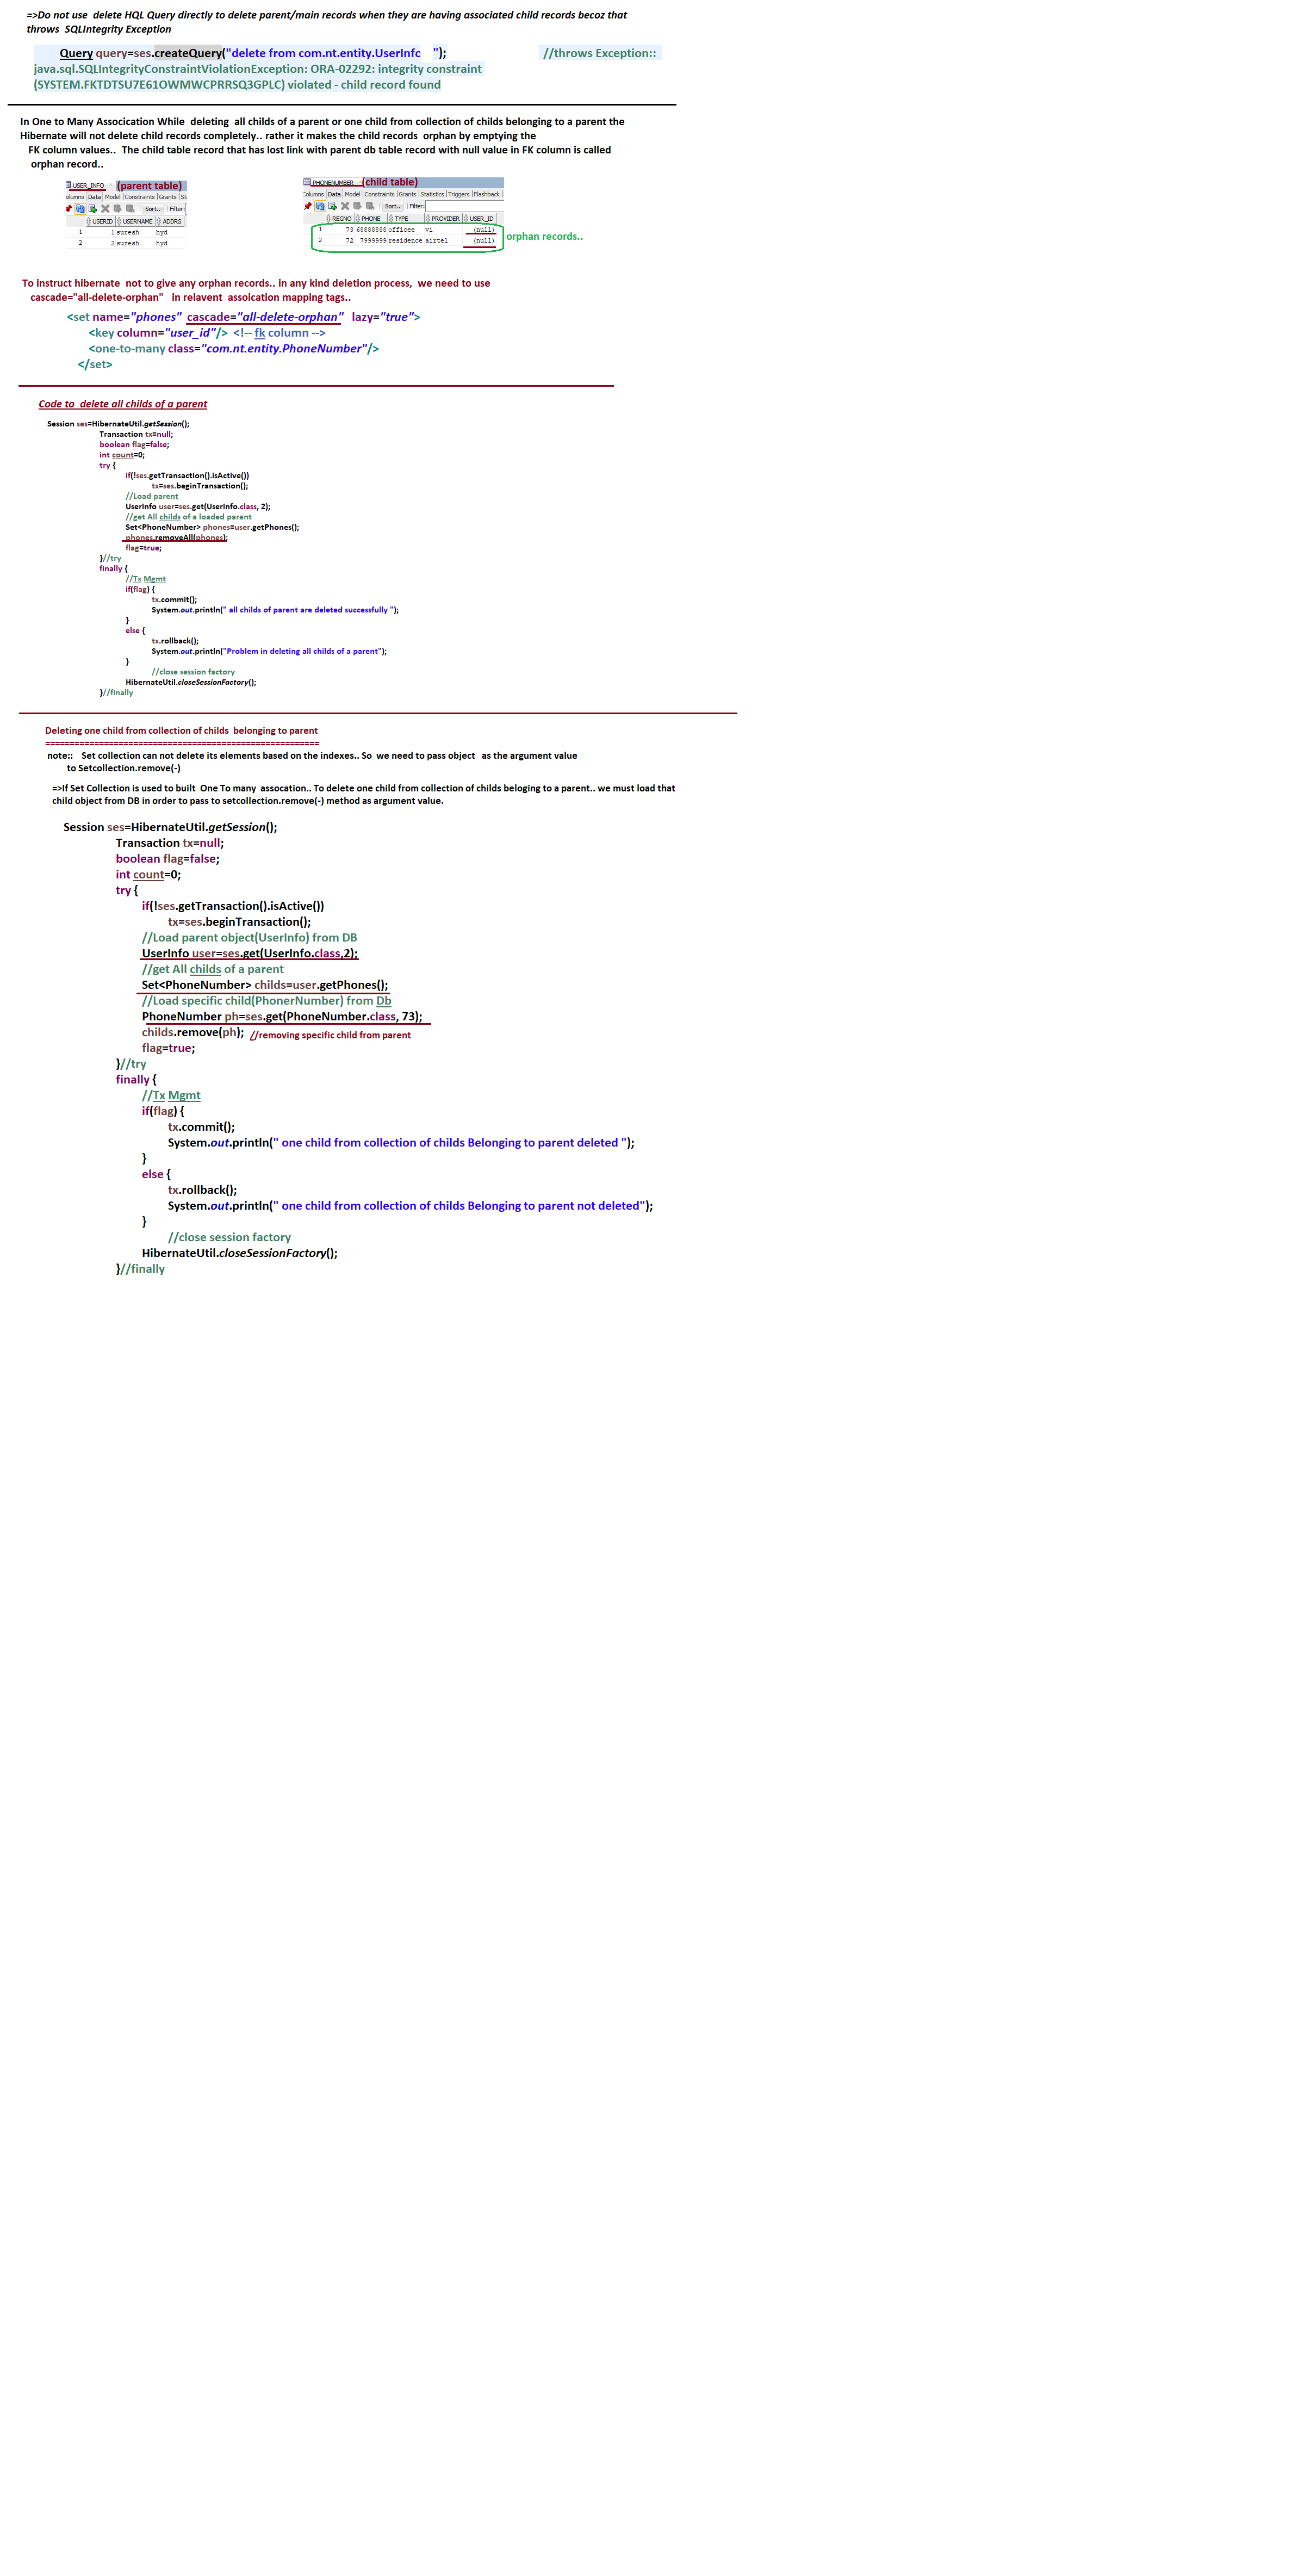 =>Do not use  delete HQL Query directly to delete parent/main records when they are having associated child records becoz that
throws  SQLIntegrity Exception
Query query=ses.createQuery("delete from com.nt.entity.UserInfo   ");   //throws Exception::
java.sql.SQLIntegrityConstraintViolationException: ORA-02292: integrity constraint
(SYSTEM.FKTDTSU7E61OWMWCPRRSQ3GPLC) violated - child record found
In One to Many Assocication While  deleting  all childs of a parent or one child from collection of childs belonging to a parent the
Hibernate will not delete child records completely.. rather it makes the child records  orphan by emptying the
FK column values..  The child table record that has lost link with parent db table record with null value in FK column is called
orphan record..
USER_INFO (parent table)
olumns Data Model Constraints Grants St
Sort.. Filter:
USERID USERNAME ADDRS
1 1 suresh hyd
2 2 suresh hyd
PHONENUMBER (child table)
Columns Data Model Constraints Grants Statistics Triggers Flashback
Sort.. Filter:
REGNO PHONE TYPE PROVIDER USER_ID
1 73 68888888 officee vi (null)
2 72 7999999 residence airtel (null)
orphan records..
To instruct hibernate  not to give any orphan records.. in any kind deletion process,  we need to use
cascade="all-delete-orphan"   in relavent  assoication mapping tags..
<set name="phones"  cascade="all-delete-orphan"   lazy="true">
<key column="user_id"/>  <!-- fk column -->
<one-to-many class="com.nt.entity.PhoneNumber"/>
</set>
Code to  delete all childs of a parent
Session ses=HibernateUtil.getSession();
Transaction tx=null;
boolean flag=false;
int count=0;
try {
if(!ses.getTransaction().isActive())
tx=ses.beginTransaction();
//Load parent
UserInfo user=ses.get(UserInfo.class, 2);
//get All childs of a loaded parent
Set<PhoneNumber> phones=user.getPhones();
phones.removeAll(phones);
flag=true;
}//try
finally {
//Tx Mgmt
if(flag) {
tx.commit();
System.out.println(" all childs of parent are deleted successfully ");
}
else {
tx.rollback();
System.out.println("Problem in deleting all childs of a parent");
}
//close session factory
HibernateUtil.closeSessionFactory();
}//finally
Deleting one child from collection of childs  belonging to parent
========================================================
note::   Set collection can not delete its elements based on the indexes.. So  we need to pass object   as the argument value
to Setcollection.remove(-)
=>If Set Collection is used to built  One To many  assocation.. To delete one child from collection of childs beloging to a parent.. we must load that
child object from DB in order to pass to setcollection.remove(-) method as argument value.
Session ses=HibernateUtil.getSession();
Transaction tx=null;
boolean flag=false;
int count=0;
try {
if(!ses.getTransaction().isActive())
tx=ses.beginTransaction();
//Load parent object(UserInfo) from DB
UserInfo user=ses.get(UserInfo.class,2);
//get All childs of a parent
Set<PhoneNumber> childs=user.getPhones();
//Load specific child(PhonerNumber) from Db
PhoneNumber ph=ses.get(PhoneNumber.class, 73);
childs.remove(ph);  //removing specific child from parent
flag=true;
}//try
finally {
//Tx Mgmt
if(flag) {
tx.commit();
System.out.println(" one child from collection of childs Belonging to parent deleted ");
}
else {
tx.rollback();
System.out.println(" one child from collection of childs Belonging to parent not deleted");
}
//close session factory
HibernateUtil.closeSessionFactory();
}//finally